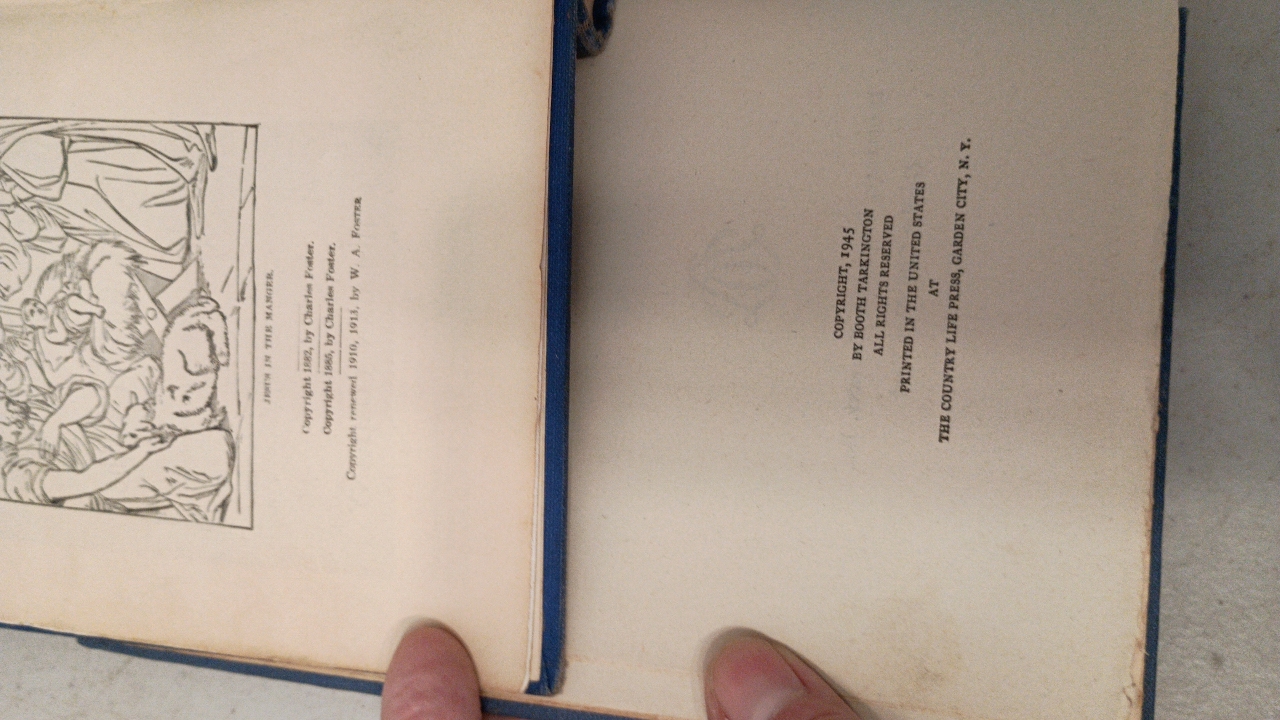 JESUS IN THE MANGER.
Copyright 1882, by Charles Foster.
Copyright 1885, by Charles Foster.
Copyright renewed 1910, 1913, by W. A. FOSTER
COPYRIGHT, 1945
BY BOOTH TARKINGTON
ALL RIGHTS RESERVED
PRINTED IN THE UNITED STATES
AT
THE COUNTRY LIFE PRESS, GARDEN CITY, N. Y.